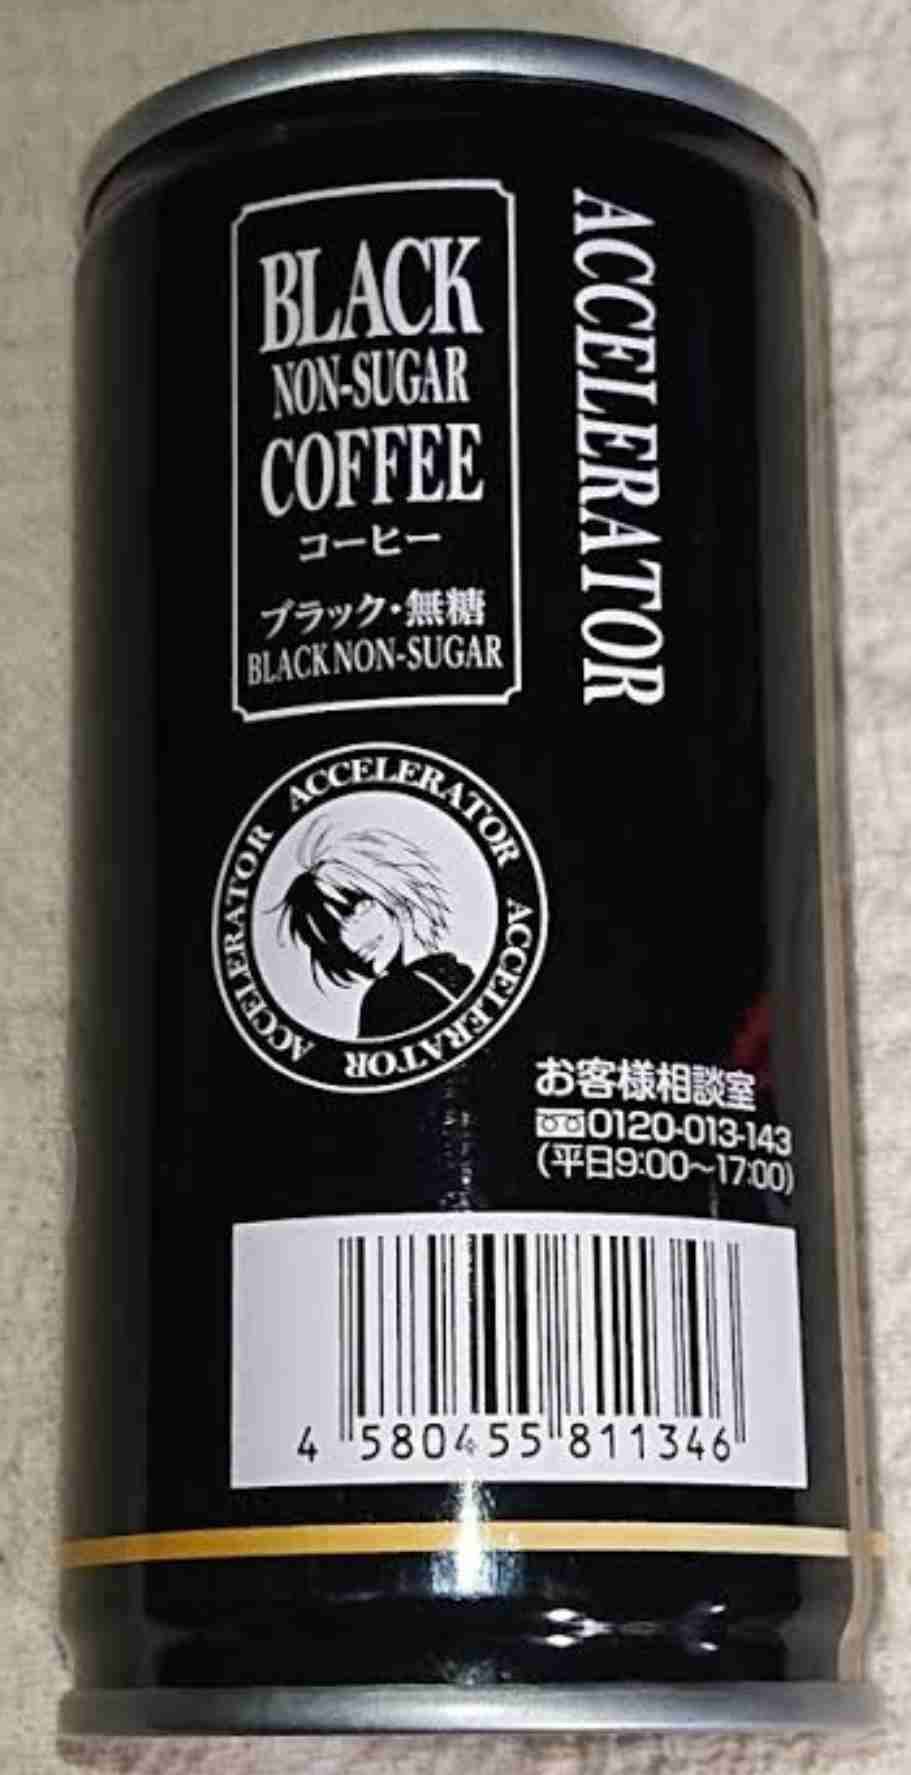 BLACK
NON-SUGAR
COFFEE
コーヒー
ブラック・無糖
BLACK NON-SUGAR
ACCELERATOR
ACCELERATOR ACCELERATOR ACCELERATOR
お客様相談室
0120-013-143
(平日9:00~17:00)
4 580455 811346